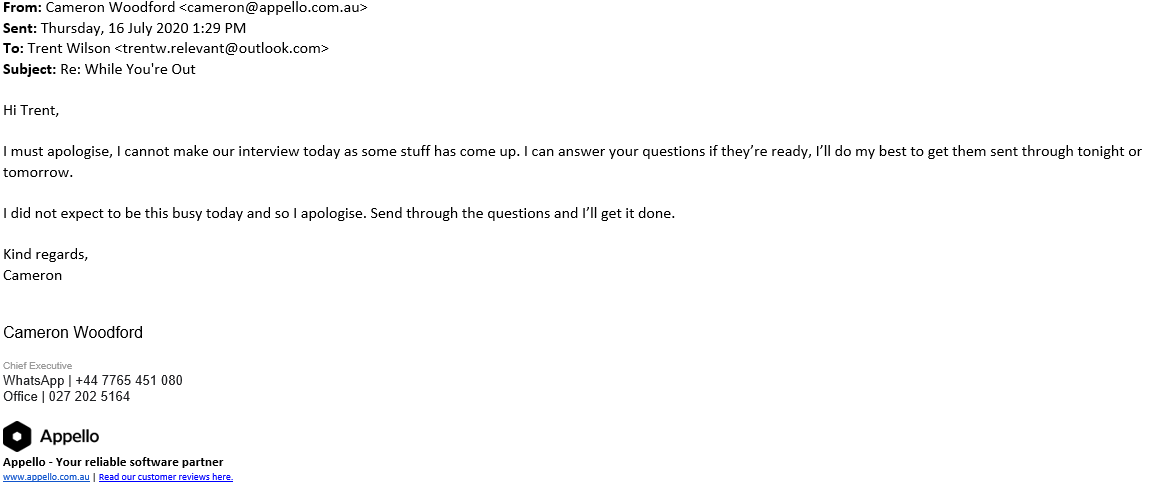 From: Cameron Woodford <cameron@appello.com.au>
Sent: Thursday, 16 July 2020 1:29 PM
To: Trent Wilson <trentw.relevant@outlook.com>
Subject: Re: While You're Out
Hi Trent,
I must apologise, I cannot make our interview today as some stuff has come up. I can answer your questions if they’re ready, I’ll do my best to get them sent through tonight or
tomorrow.
I did not expect to be this busy today and so I apologise. Send through the questions and I’ll get it done.
Kind regards,
Cameron
Cameron Woodford
Chief Executive
WhatsApp | +44 7765 451 080
Office | 027 202 5164
Appello
Appello - Your reliable software partner
www.appello.com.au | Read our customer reviews here.